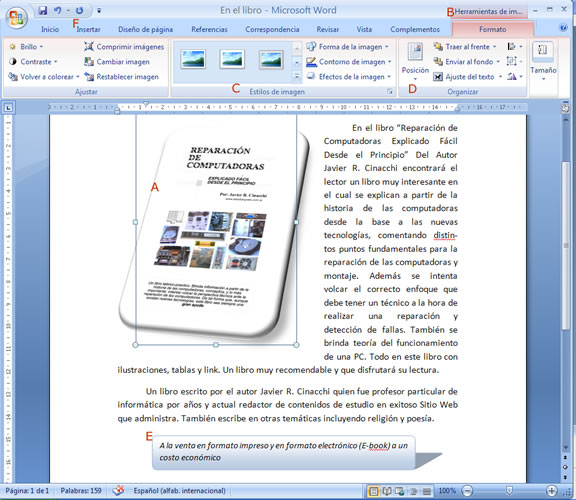 En el libro - Microsoft Word
B Herramientas de im...
F
Inicio Insertar Diseño de página Referencias Correspondencia Revisar Vista Complementos Formato
Brillo Comprimir imágenes Forma de la imagen Traer al frente
Contraste Cambiar imagen Contorno de imagen Posición Enviar al fondo Tamaño
Volver a colorear Restablecer imagen Efectos de la imagen Ajuste del texto
Ajustar C Estilos de imagen D Organizar
REPARACIÓN
DE
COMPUTADORAS
EXPLICADO FÁCIL
DESDE EL PRINCIPIO
A
Por: Javier R. Cinacchi
En el libro “Reparación de
Computadoras Explicado Fácil
Desde el Principio” Del Autor
Javier R. Cinacchi encontrará el
lector un libro muy interesante en
el cual se explican a partir de la
historia de las computadoras
desde la base a las nuevas
tecnologías, comentando distin-
tos puntos fundamentales para la
reparación de las computadoras y
montaje. Además se intenta
volcar el correcto enfoque que
debe tener un técnico a la hora de
realizar una reparación y
detección de fallas. También se
brinda teoría del funcionamiento
de una PC. Todo en este libro con
ilustraciones, tablas y link. Un libro muy recomendable y que disfrutará su lectura.
Un libro escrito por el autor Javier R. Cinacchi quien fue profesor particular de
informática por años y actual redactor de contenidos de estudio en exitoso Sitio Web
que administra. También escribe en otras temáticas incluyendo religión y poesía.
E
A la venta en formato impreso y en formato electrónico (E-book) a un
costo económico
Página: 1 de 1 Palabras: 159 Español (alfab. internacional) 100%